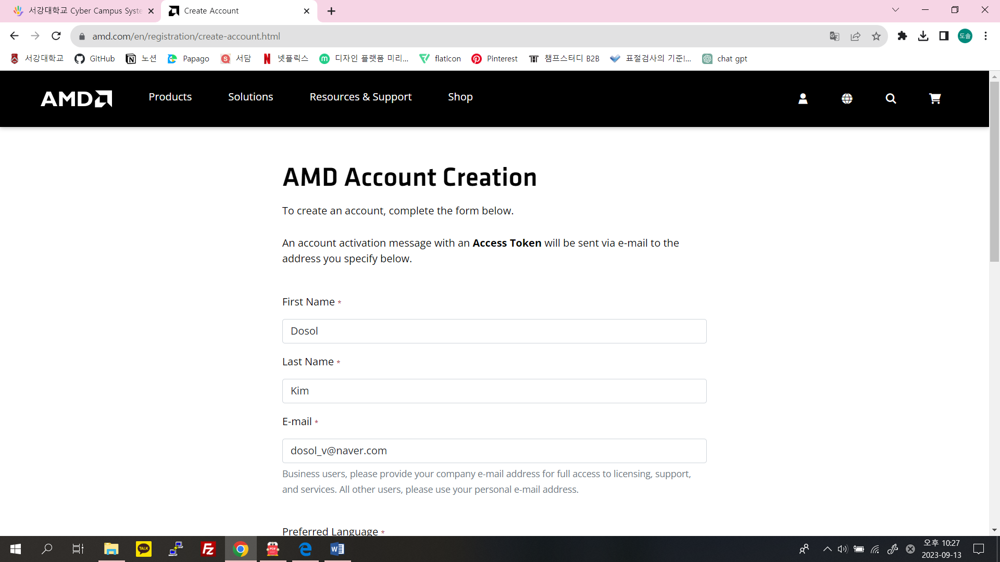 서강대학교 Cyber Campus Syste
Create Account
amd.com/en/registration/create-account.html
도솔
서강대학교
GitHub
노션
Papago
서담
넷플릭스
디자인 플랫폼 미리...
flaticon
Pinterest
챔프스터디 B2B
표절검사의 기준!...
chat gpt
AMD
Products
Solutions
Resources & Support
Shop
AMD Account Creation
To create an account, complete the form below.
An account activation message with an Access Token will be sent via e-mail to the
address you specify below.
First Name *
Dosol
Last Name *
Kim
E-mail *
dosol_v@naver.com
Business users, please provide your company e-mail address for full access to licensing, support,
and services. All other users, please use your personal e-mail address.
Preferred Language *
TALK
FZ
PDF
오후 10:27
2023-09-13